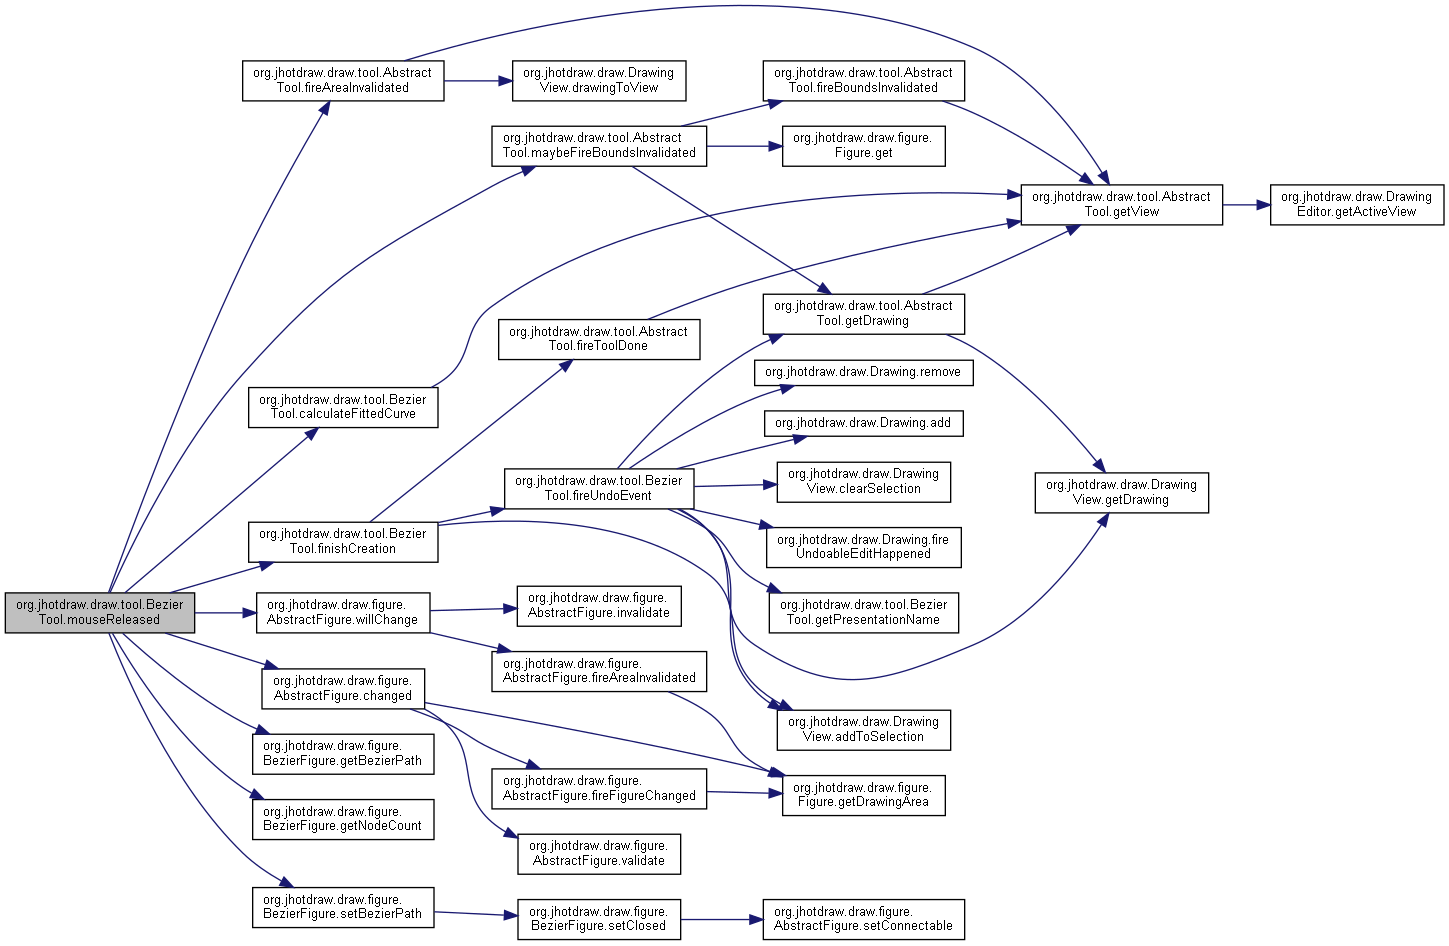 org.jhotdraw.draw.tool.Abstract
Tool.fireAreaInvalidated
org.jhotdraw.draw.Drawing
View.drawingToView
org.jhotdraw.draw.tool.Abstract
Tool.fireBoundsInvalidated
org.jhotdraw.draw.tool.Abstract
Tool.maybeFireBoundsInvalidated
org.jhotdraw.draw.figure.
Figure.get
org.jhotdraw.draw.tool.Abstract
Tool.getView
org.jhotdraw.draw.Drawing
Editor.getActiveView
org.jhotdraw.draw.tool.Abstract
Tool.getDrawing
org.jhotdraw.draw.tool.Abstract
Tool.fireToolDone
org.jhotdraw.draw.Drawing.remove
org.jhotdraw.draw.tool.Bezier
Tool.calculateFittedCurve
org.jhotdraw.draw.Drawing.add
org.jhotdraw.draw.tool.Bezier
Tool.fireUndoEvent
org.jhotdraw.draw.Drawing
View.clearSelection
org.jhotdraw.draw.Drawing
View.getDrawing
org.jhotdraw.draw.tool.Bezier
Tool.finishCreation
org.jhotdraw.draw.Drawing.fire
UndoableEditHappened
org.jhotdraw.draw.tool.Bezier
Tool.mouseReleased
org.jhotdraw.draw.figure.
AbstractFigure.willChange
org.jhotdraw.draw.figure.
AbstractFigure.invalidate
org.jhotdraw.draw.tool.Bezier
Tool.getPresentationName
org.jhotdraw.draw.figure.
AbstractFigure.changed
org.jhotdraw.draw.figure.
AbstractFigure.fireAreaInvalidated
org.jhotdraw.draw.Drawing
View.addToSelection
org.jhotdraw.draw.figure.
BezierFigure.getBezierPath
org.jhotdraw.draw.figure.
AbstractFigure.fireFigureChanged
org.jhotdraw.draw.figure.
Figure.getDrawingArea
org.jhotdraw.draw.figure.
BezierFigure.getNodeCount
org.jhotdraw.draw.figure.
AbstractFigure.validate
org.jhotdraw.draw.figure.
BezierFigure.setBezierPath
org.jhotdraw.draw.figure.
BezierFigure.setClosed
org.jhotdraw.draw.figure.
AbstractFigure.setConnectable